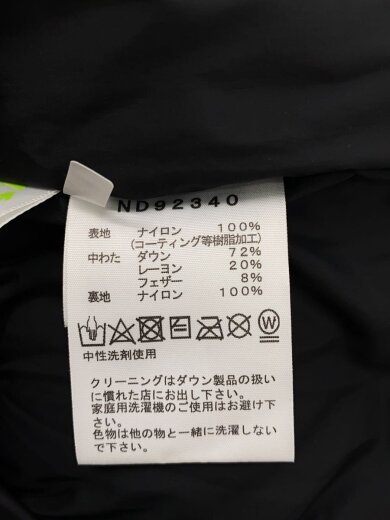 ND92340
表地 ナイロン 100%
(コーティング等樹脂加工)
中わた ダウン 72%
レーヨン 20%
フェザー 8%
裏地 ナイロン 100%
W
中性洗剤使用
クリーニングはダウン製品の扱い
に慣れた店にお出し下さい。
家庭用洗濯機のご使用はお避け下
さい。
色物は他の物と一緒に洗濯しない
で下さい。